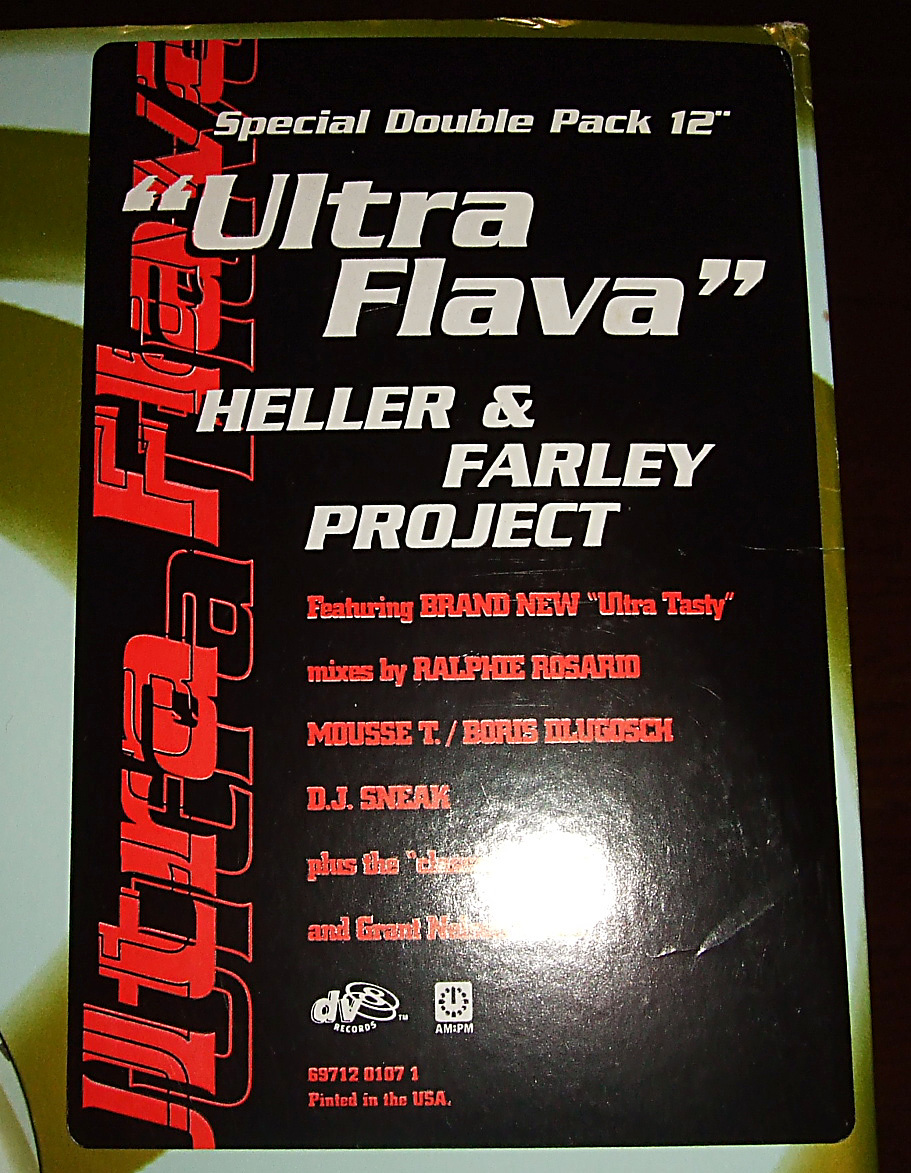 Special Double Pack 12"
"Ultra
Flava"
HELLER &
FARLEY
PROJECT
Featuring BRAND NEW "Ultra Tasty"
mixes by RALPHIE ROSARIO
MOUSSE T. / BORIS DLUGOSCH
D.J. SNEAK
plus the
and Grant
dv8
RECORDS
TM
AM:PM
69712 0107 1
Pinted in the USA.
Ultra Flava